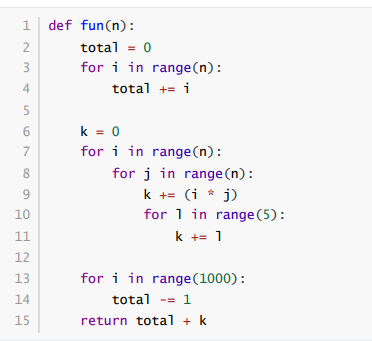 1 def fun(n):
2     total = 0
3     for i in range(n):
4         total += i
5
6     k = 0
7     for i in range(n):
8         for j in range(n):
9             k += (i * j)
10             for l in range(5):
11                 k += l
12
13     for i in range(1000):
14         total -= 1
15     return total + k